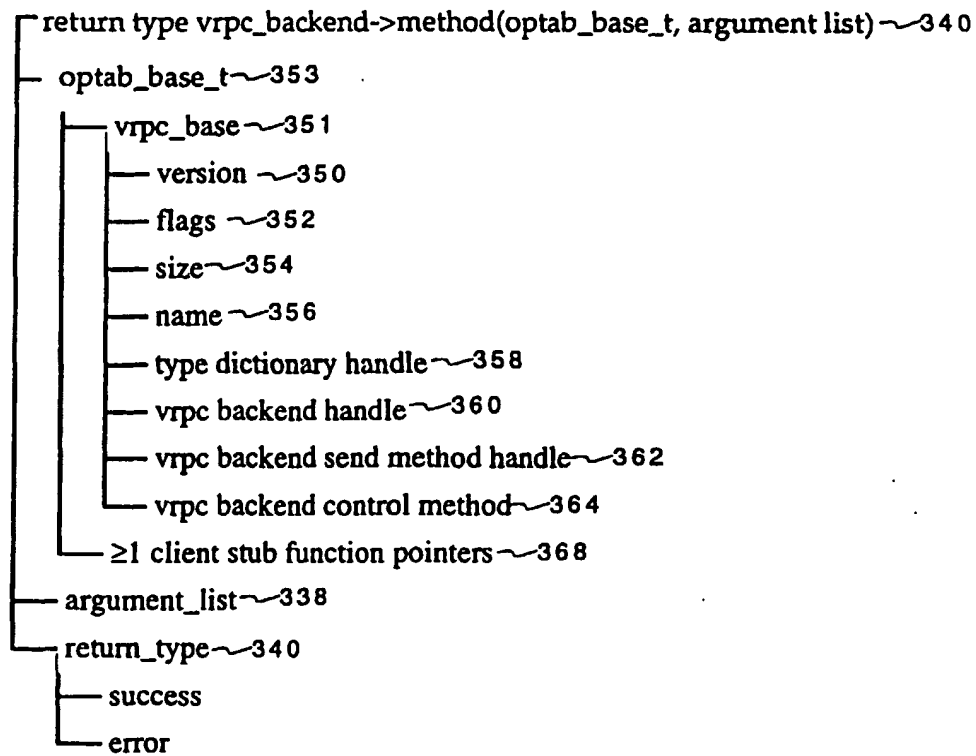 return type vrpc_backend->method(optab_base_t, argument list) 340
optab_base_t 353
vrpc_base 351
version 350
flags 352
size 354
name 356
type dictionary handle 358
vrpc backend handle 360
vrpc backend send method handle 362
vrpc backend control method 364
≥1 client stub function pointers 368
argument_list 338
return_type 340
success
error